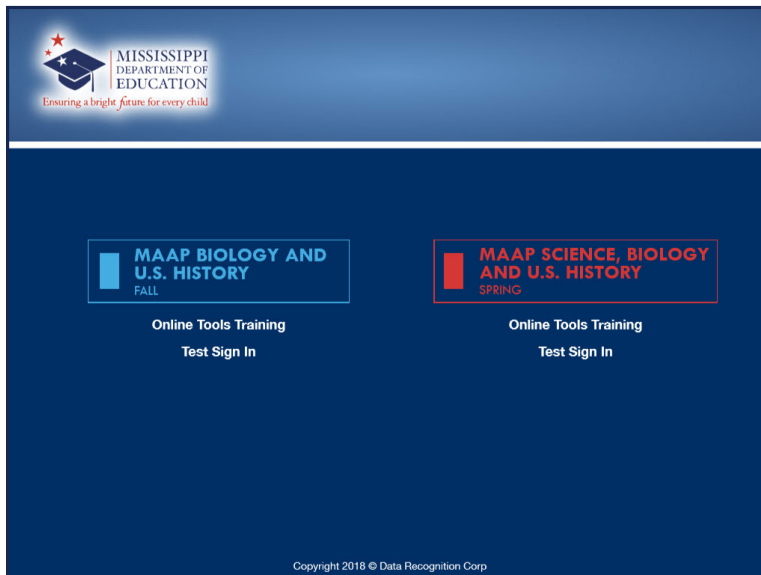 MISSISSIPPI
DEPARTMENT OF
EDUCATION
Ensuring a bright future for every child
MAAP BIOLOGY AND
U.S. HISTORY
FALL
Online Tools Training
Test Sign In
MAAP SCIENCE, BIOLOGY
AND U.S. HISTORY
SPRING
Online Tools Training
Test Sign In
Copyright 2018 © Data Recognition Corp